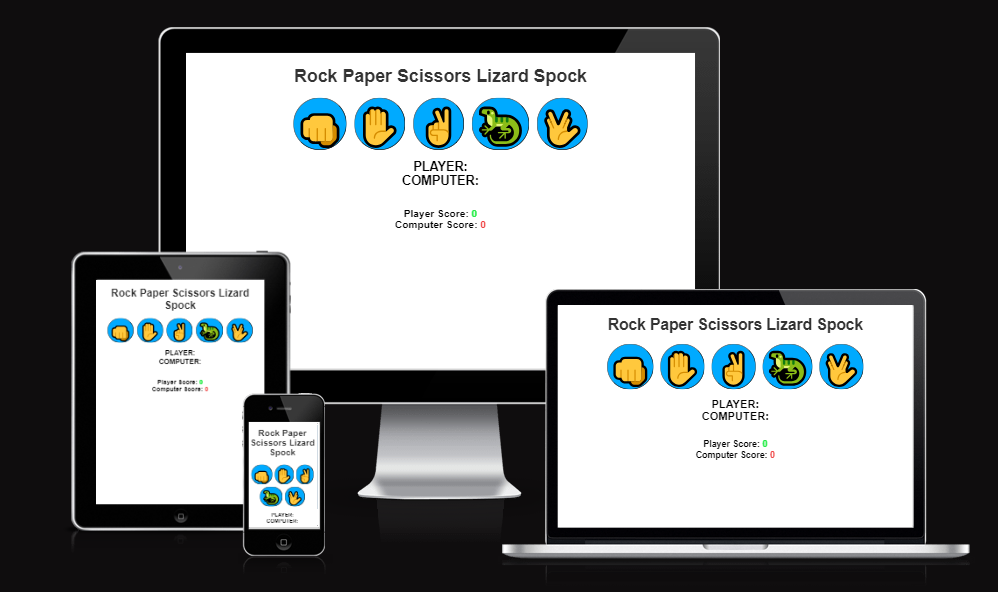 Rock Paper Scissors Lizard Spock
PLAYER:
COMPUTER:
Player Score: 0
Computer Score: 0
Rock Paper Scissors Lizard
Spock
PLAYER:
COMPUTER:
Player Score: 0
Computer Score: 0
Rock Paper
Scissors Lizard
Spock
PLAYER:
COMPUTER:
Rock Paper Scissors Lizard Spock
PLAYER:
COMPUTER:
Player Score: 0
Computer Score: 0